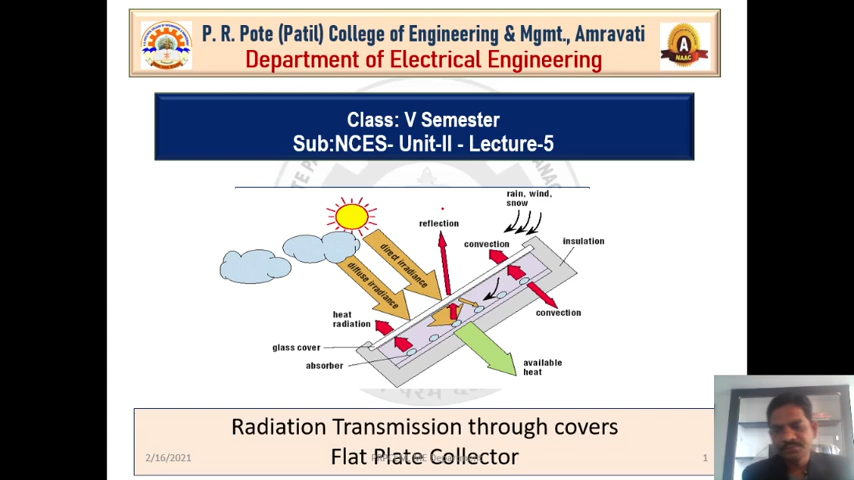 P. R. Pote (Patil) College of Engineering & Mgmt., Amravati
Department of Electrical Engineering
A
NAAC
Class: V Semester
Sub:NCES- Unit-II - Lecture-5
rain, wind,
snow
reflection
convection
insulation
direct irradiance
diffuse irradiance
heat
radiation
convection
glass cover
absorber
available
heat
Radiation Transmission through covers
Flat Plate Collector
2/16/2021
1